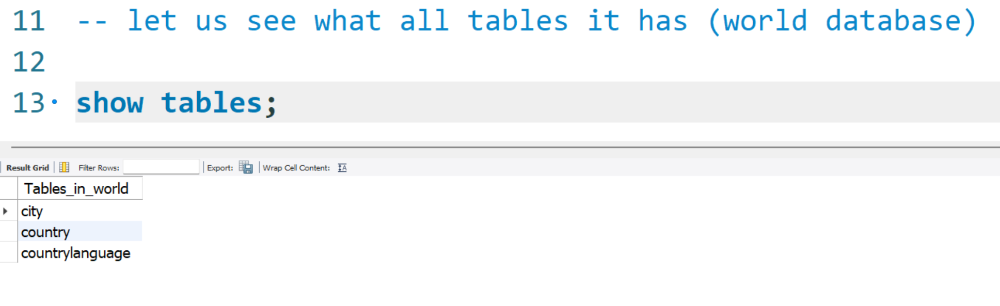 11 -- let us see what all tables it has (world database)
12
13 show tables;
Result Grid Filter Rows: Export: Wrap Cell Content: IA
Tables_in_world
city
country
countrylanguage